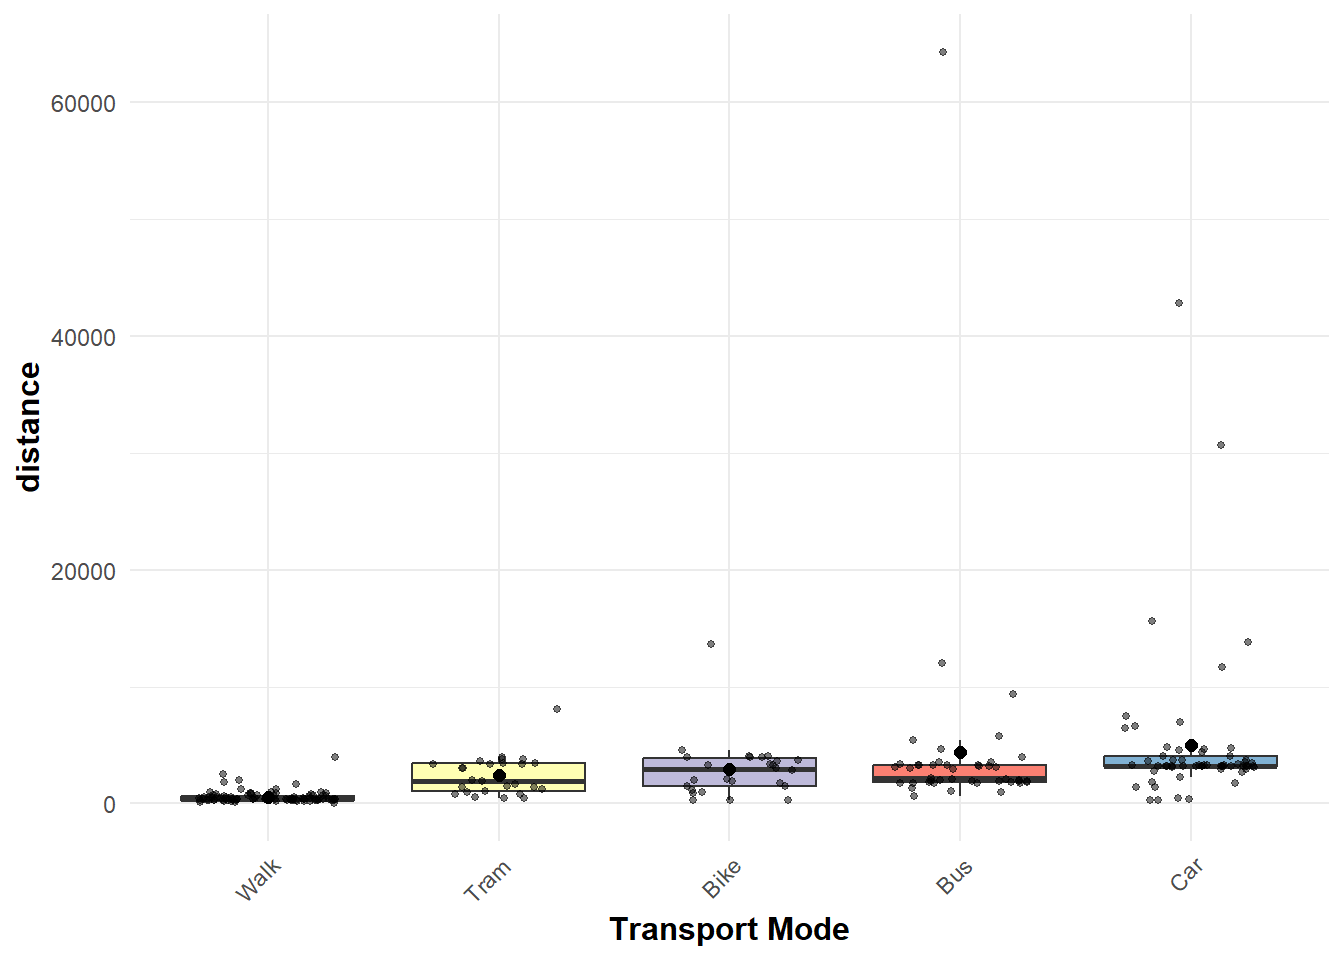 distance
60000
40000
20000
0
Walk
Tram
Bike
Bus
Car
Transport Mode